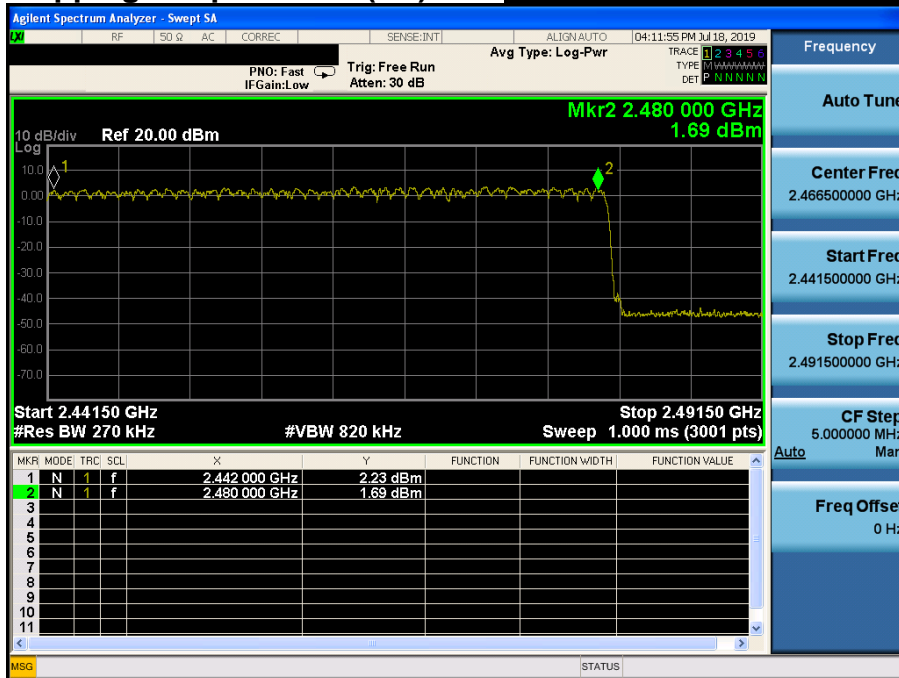 Agilent Spectrum Analyzer - Swept SA
LXI RF 50 Ω AC CORREC SENSE:INT ALIGNAUTO 04:11:55 PM Jul 18, 2019
Avg Type: Log-Pwr TRACE 1 2 3 4 5 6
PNO: Fast Trig: Free Run TYPE M W W W W W
IFGain:Low Atten: 30 dB DET P N N N N N
Mkr2 2.480 000 GHz
10 dB/div Ref 20.00 dBm 1.69 dBm
Log
10.0
0.00
-10.0
-20.0
-30.0
-40.0
-50.0
-60.0
-70.0
1
2
Start 2.44150 GHz Stop 2.49150 GHz
#Res BW 270 kHz #VBW 820 kHz Sweep 1.000 ms (3001 pts)
MKR MODE TRC SCL X Y FUNCTION FUNCTION WIDTH FUNCTION VALUE
1 N 1 f 2.442 000 GHz 2.23 dBm
2 N 1 f 2.480 000 GHz 1.69 dBm
3
4
5
6
7
8
9
10
11
MSG STATUS
Frequency
Auto Tune
Center Freq
2.466500000 GHz
Start Freq
2.441500000 GHz
Stop Freq
2.491500000 GHz
CF Step
5.000000 MHz
Auto Man
Freq Offset
0 Hz